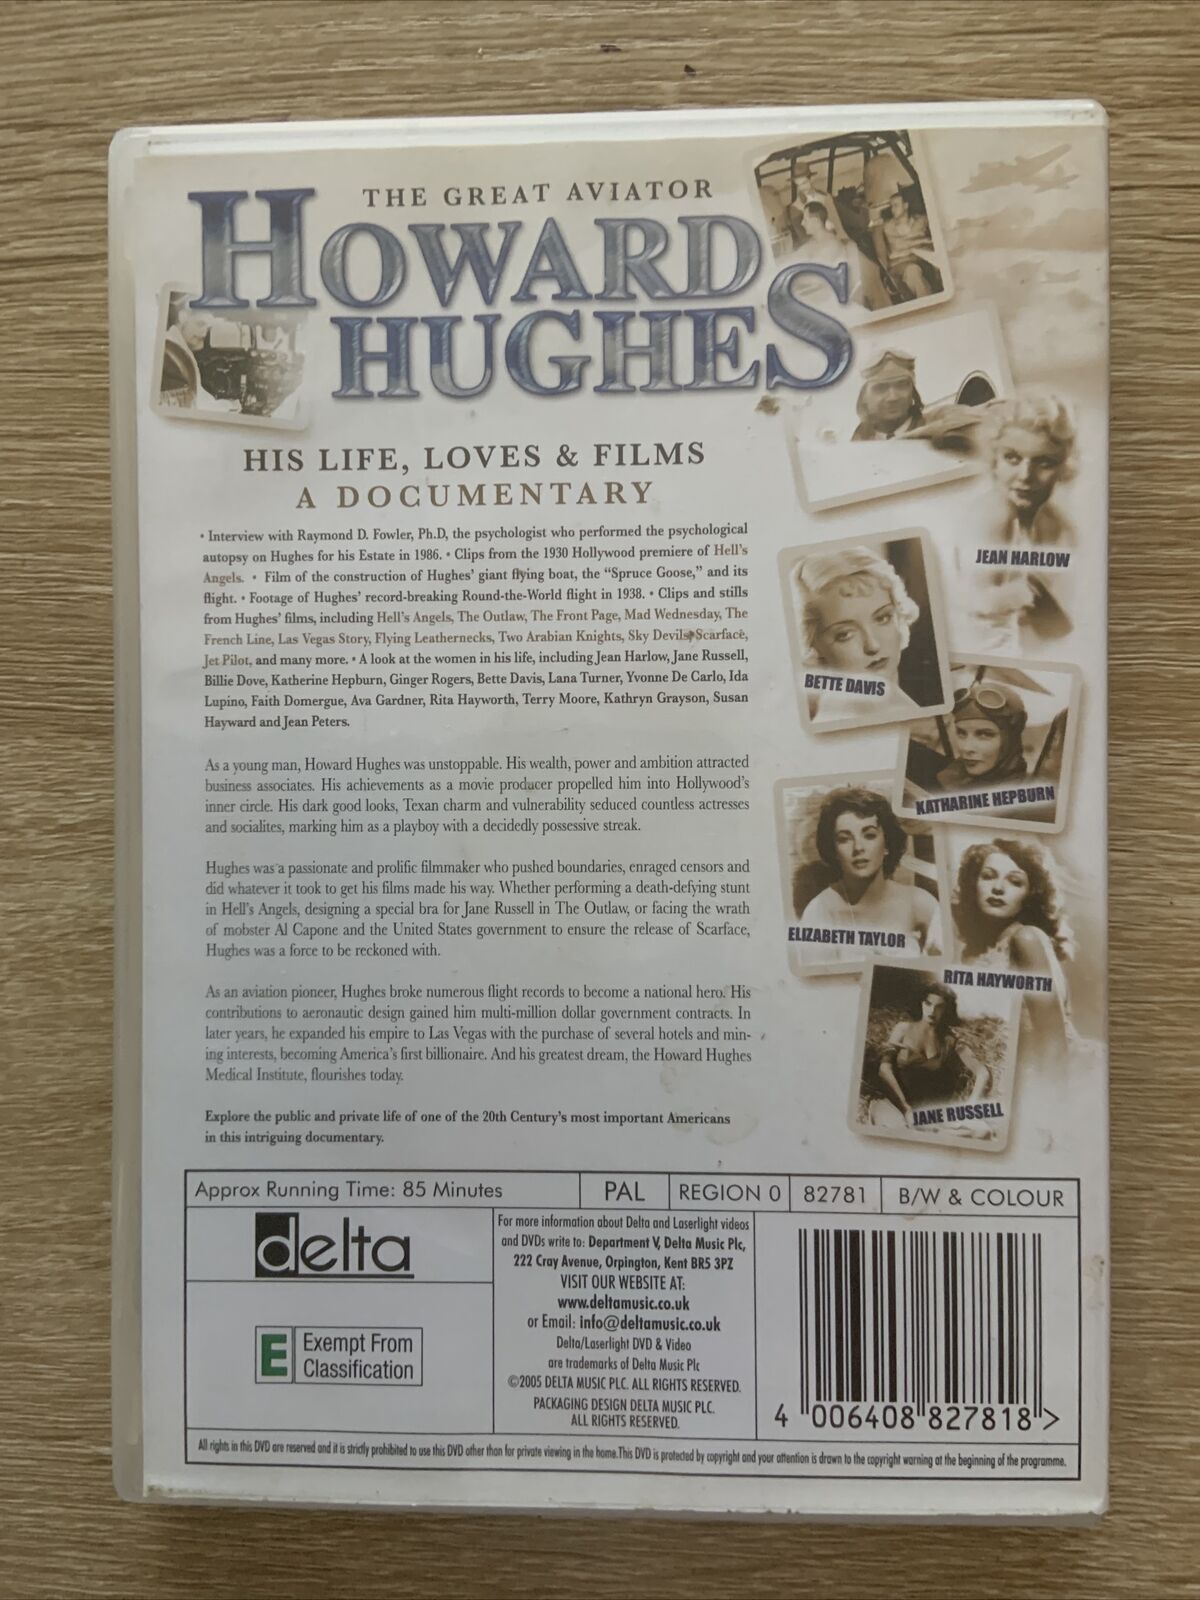 THE GREAT AVIATOR
HOWARD
HUGHES
HIS LIFE, LOVES & FILMS
A DOCUMENTARY
• Interview with Raymond D. Fowler, Ph.D, the psychologist who performed the psychological
autopsy on Hughes for his Estate in 1986. • Clips from the 1930 Hollywood premiere of Hell's
Angels. • Film of the construction of Hughes' giant flying boat, the "Spruce Goose," and its
flight. • Footage of Hughes' record-breaking Round-the-World flight in 1938. • Clips and stills
from Hughes' films, including Hell's Angels, The Outlaw, The Front Page, Mad Wednesday, The
French Line, Las Vegas Story, Flying Leathernecks, Two Arabian Knights, Sky Devils, Scarface,
Jet Pilot, and many more. • A look at the women in his life, including Jean Harlow, Jane Russell,
Billie Dove, Katherine Hepburn, Ginger Rogers, Bette Davis, Lana Turner, Yvonne De Carlo, Ida
Lupino, Faith Domergue, Ava Gardner, Rita Hayworth, Terry Moore, Kathryn Grayson, Susan
Hayward and Jean Peters.
As a young man, Howard Hughes was unstoppable. His wealth, power and ambition attracted
business associates. His achievements as a movie producer propelled him into Hollywood's
inner circle. His dark good looks, Texan charm and vulnerability seduced countless actresses
and socialites, marking him as a playboy with a decidedly possessive streak.
Hughes was a passionate and prolific filmmaker who pushed boundaries, enraged censors and
did whatever it took to get his films made his way. Whether performing a death-defying stunt
in Hell's Angels, designing a special bra for Jane Russell in The Outlaw, or facing the wrath
of mobster Al Capone and the United States government to ensure the release of Scarface,
Hughes was a force to be reckoned with.
As an aviation pioneer, Hughes broke numerous flight records to become a national hero. His
contributions to aeronautic design gained him multi-million dollar government contracts. In
later years, he expanded his empire to Las Vegas with the purchase of several hotels and min-
ing interests, becoming America's first billionaire. And his greatest dream, the Howard Hughes
Medical Institute, flourishes today.
Explore the public and private life of one of the 20th Century's most important Americans
in this intriguing documentary.
JEAN HARLOW
BETTE DAVIS
KATHARINE HEPBURN
ELIZABETH TAYLOR
RITA HAYWORTH
JANE RUSSELL
Approx Running Time: 85 Minutes
PAL
REGION 0
82781
B/W & COLOUR
delta
E Exempt From
Classification
For more information about Delta and Laserlight videos
and DVDs write to: Department V, Delta Music Plc,
222 Cray Avenue, Orpington, Kent BR5 3PZ
VISIT OUR WEBSITE AT:
www.deltamusic.co.uk
or Email: info@deltamusic.co.uk
Delta/Laserlight DVD & Video
are trademarks of Delta Music Plc
©2005 DELTA MUSIC PLC. ALL RIGHTS RESERVED.
PACKAGING DESIGN DELTA MUSIC PLC.
ALL RIGHTS RESERVED.
4 006408 827818 >
All rights in this DVD are reserved and it is strictly prohibited to use this DVD other than for private viewing in the home. This DVD is protected by copyright and your attention is drawn to the copyright warning at the beginning of the programme.